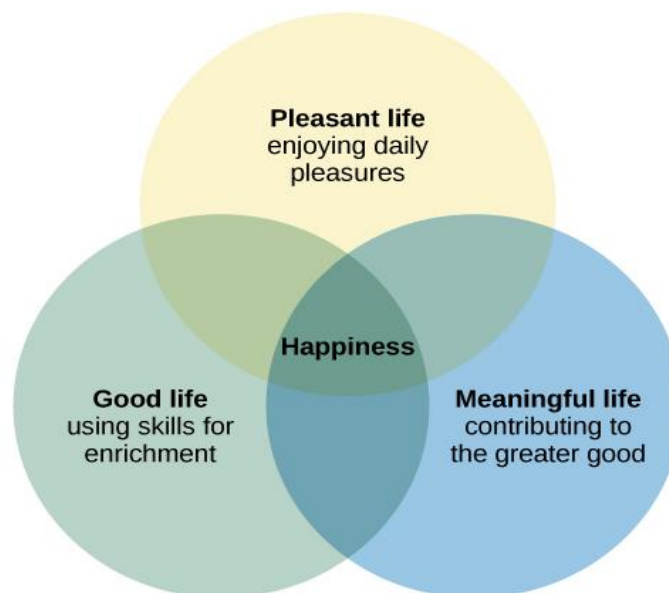 Pleasant life
enjoying daily
pleasures
Happiness
Good life
using skills for
enrichment
Meaningful life
contributing to
the greater good